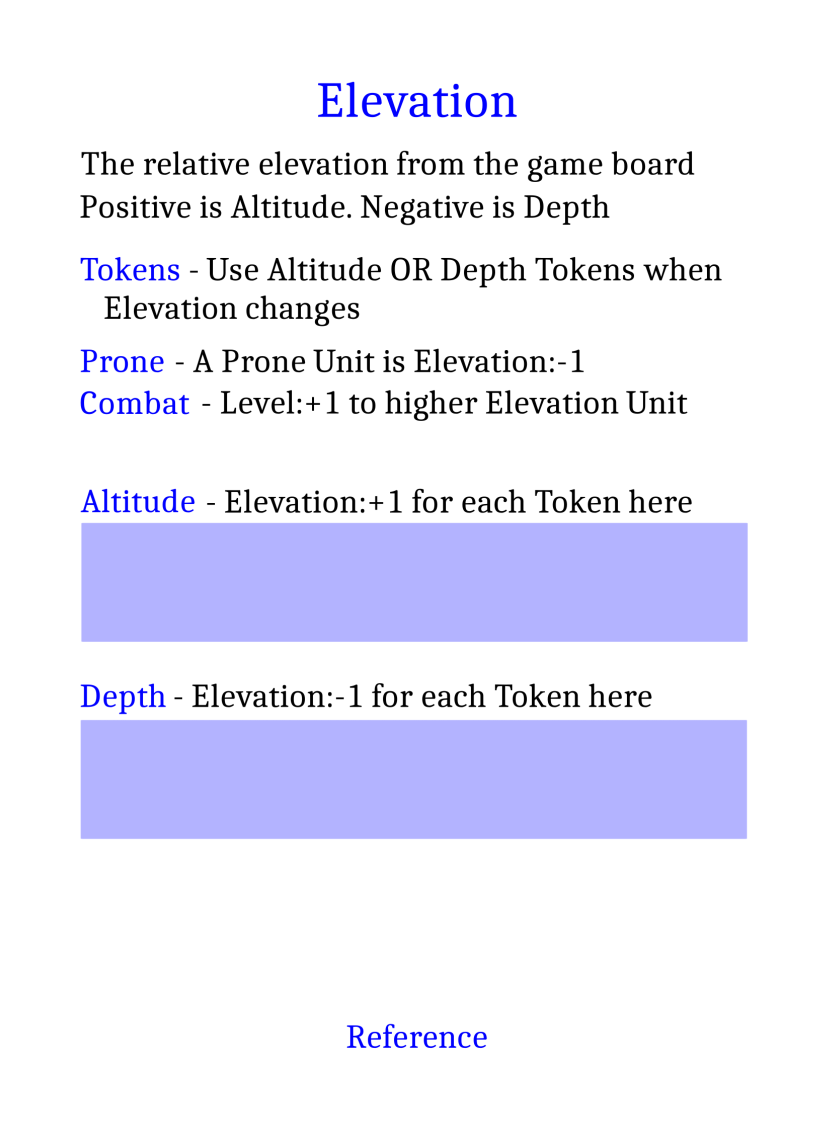 Elevation
The relative elevation from the game board
Positive is Altitude. Negative is Depth
Tokens - Use Altitude OR Depth Tokens when
Elevation changes
Prone - A Prone Unit is Elevation:-1
Combat - Level:+1 to higher Elevation Unit
Altitude - Elevation:+1 for each Token here
Depth - Elevation:-1 for each Token here
Reference